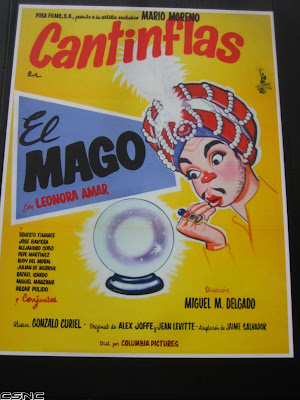 POSA FILMS, S.A., presenta a su artista exclusivo MARIO MORENO
Cantinflas
en
EL
MAGO
con LEONORA AMAR
ERNESTO FINANCE
JOSE BAVIERA
ALEJANDRO COBO
PEPE MARTINEZ
RUDY DEL MORAL
JULIAN DE MERICHE
RAFAEL ICARDO
MIGUEL MANZANO
OSCAR PULIDO
y Conjuntos
Dirección
MIGUEL M. DELGADO
Música GONZALO CURIEL - Original de ALEX JOFFE y JEAN LEVITTE - Adaptación de JAIME SALVADOR
Dist. por COLUMBIA PICTURES
CSNC